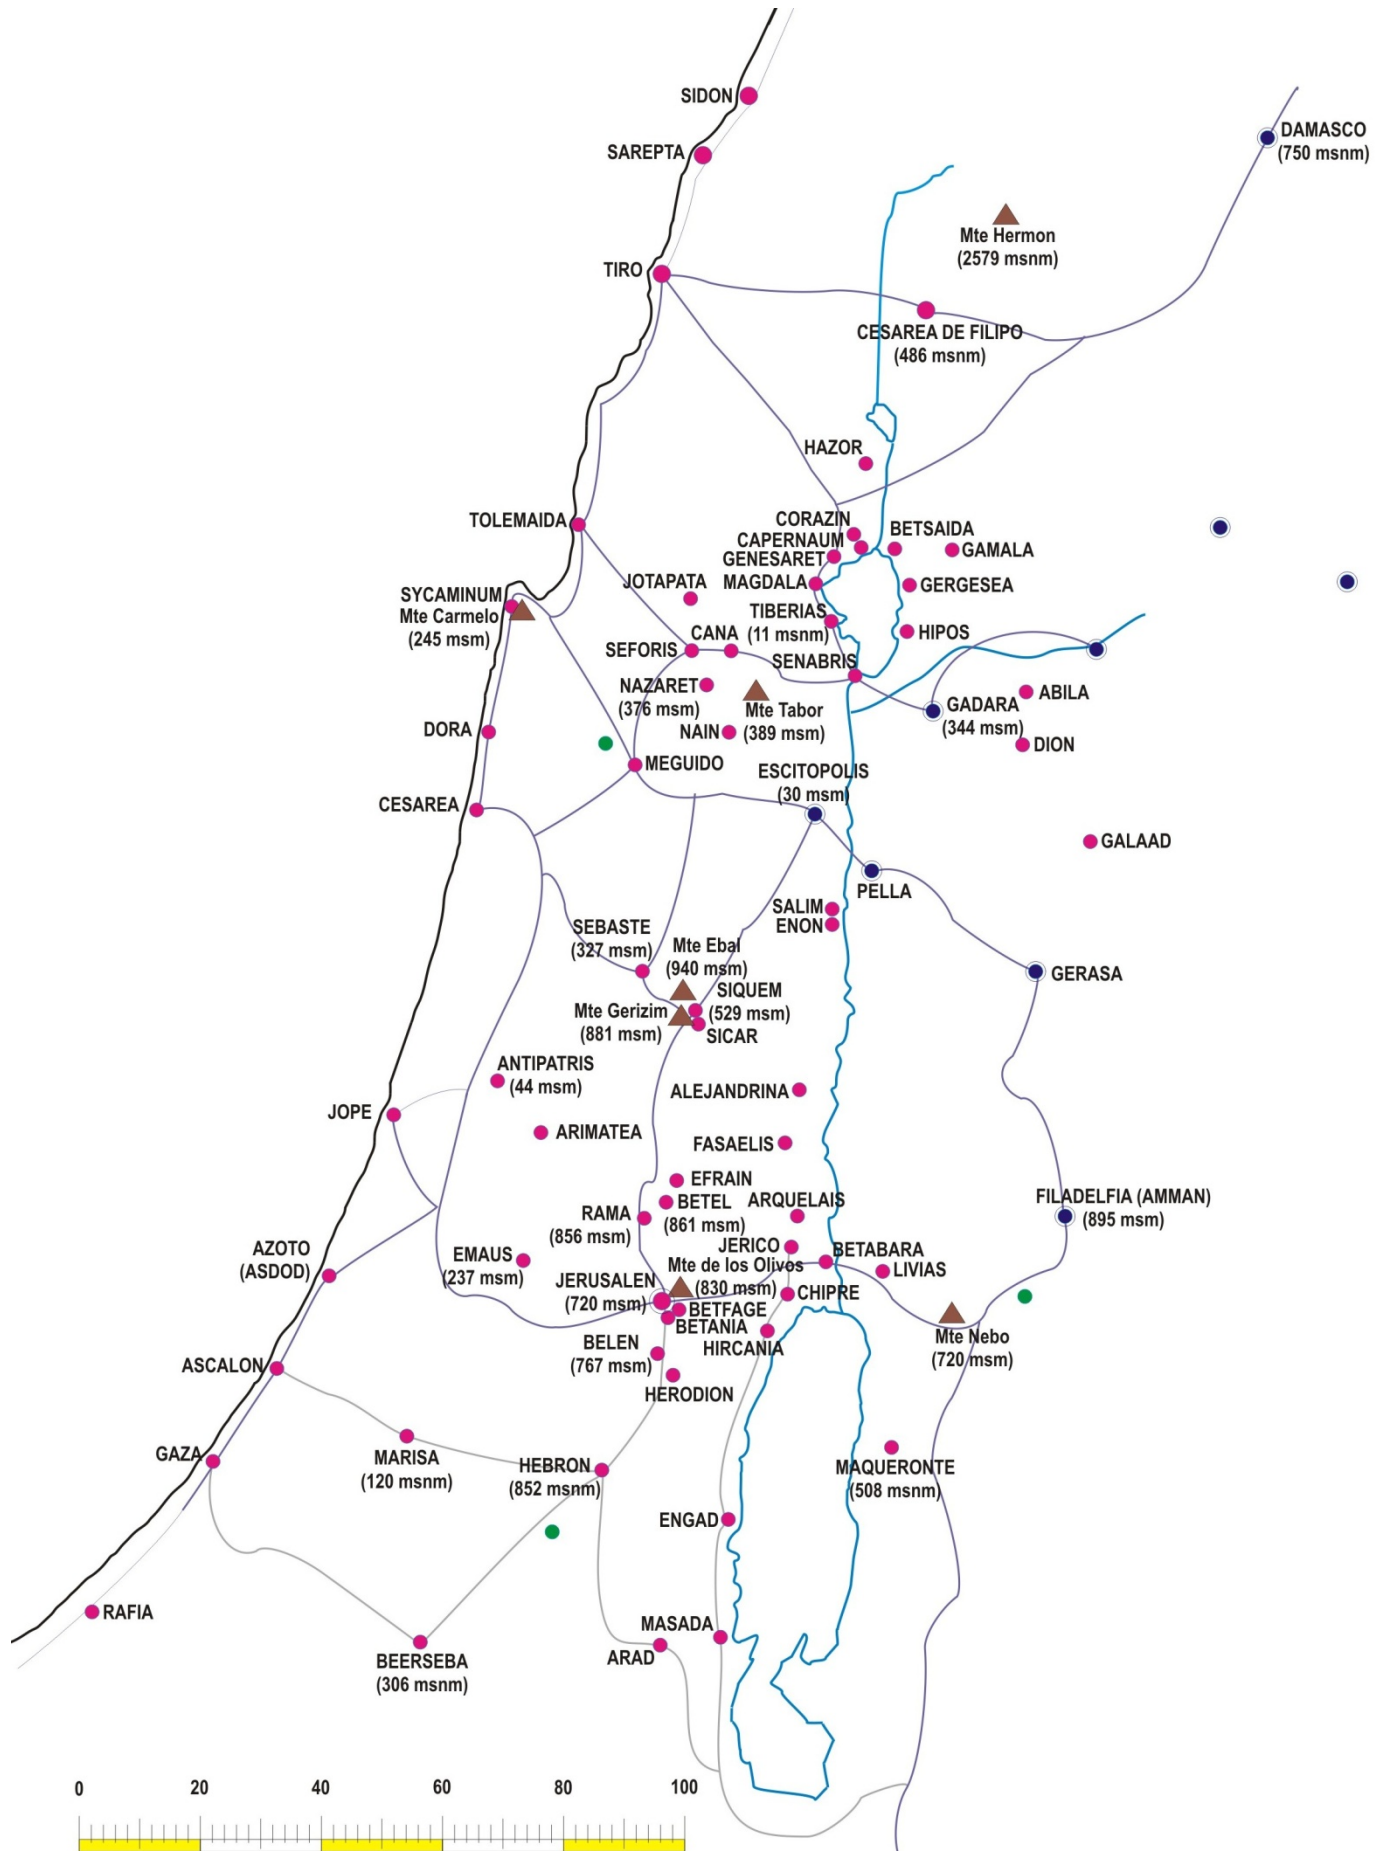 SIDON
DAMASCO
(750 msnm)
SAREPTA
Mte Hermon
(2579 msnm)
TIRO
CESAREA DE FILIPO
(486 msnm)
HAZOR
TOLEMAIDA
CORAZIN
CAPERNAUM
GENESARET
BETSAIDA
GAMALA
MAGDALA
GERGESEA
JOTAPATA
SYCAMINUM
Mte Carmelo
(245 msm)
TIBERIAS
(11 msnm)
HIPOS
SEFORIS
CANA
SENABRIS
NAZARET
(376 msm)
Mte Tabor
(389 msm)
GADARA
(344 msm)
ABILA
DORA
NAIN
DION
MEGUIDO
ESCITOPOLIS
(30 msm)
CESAREA
GALAAD
PELLA
SALIM
ENON
SEBASTE
(327 msm)
Mte Ebal
(940 msm)
GERASA
SIQUEM
(529 msm)
Mte Gerizim
(881 msm)
SICAR
ANTIPATRIS
(44 msm)
ALEJANDRINA
JOPE
ARIMATEA
FASAELIS
EFRAIN
BETEL
(861 msm)
ARQUELAIS
FILADELFIA (AMMAN)
(895 msm)
RAMA
(856 msm)
JERICO
BETABARA
AZOTO
(ASDOD)
EMAUS
(237 msm)
Mte de los Olivos
(830 msm)
LIVIAS
JERUSALEN
(720 msm)
CHIPRE
BETFAGE
BETANIA
HIRCANIA
Mte Nebo
(720 msm)
BELEN
(767 msm)
ASCALON
HERODION
GAZA
MARISA
(120 msnm)
HEBRON
(852 msnm)
MAQUERONTE
(508 msnm)
ENGAD
RAFIA
MASADA
ARAD
BEERSEBA
(306 msnm)
0 20 40 60 80 100